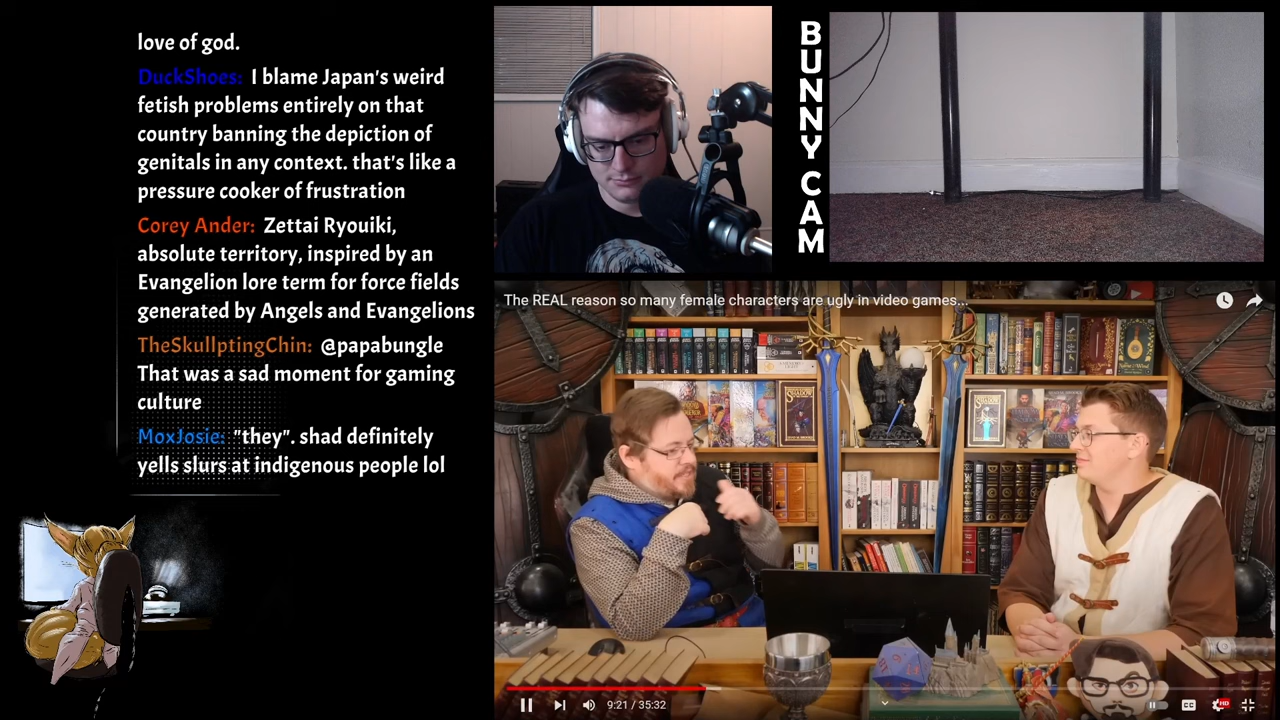 love of god.
DuckShoes: I blame Japan's weird
fetish problems entirely on that
country banning the depiction of
genitals in any context. that's like a
pressure cooker of frustration
Corey Ander: Zettai Ryouiki,
absolute territory, inspired by an
Evangelion lore term for force fields
generated by Angels and Evangelions
TheSkullptingChin: @papabungle
That was a sad moment for gaming
culture
MoxJosie: "they". shad definitely
yells slurs at indigenous people lol
BUNNY CAM
The REAL reason so many female characters are ugly in video games...
9:21 / 35:32
CC
HD